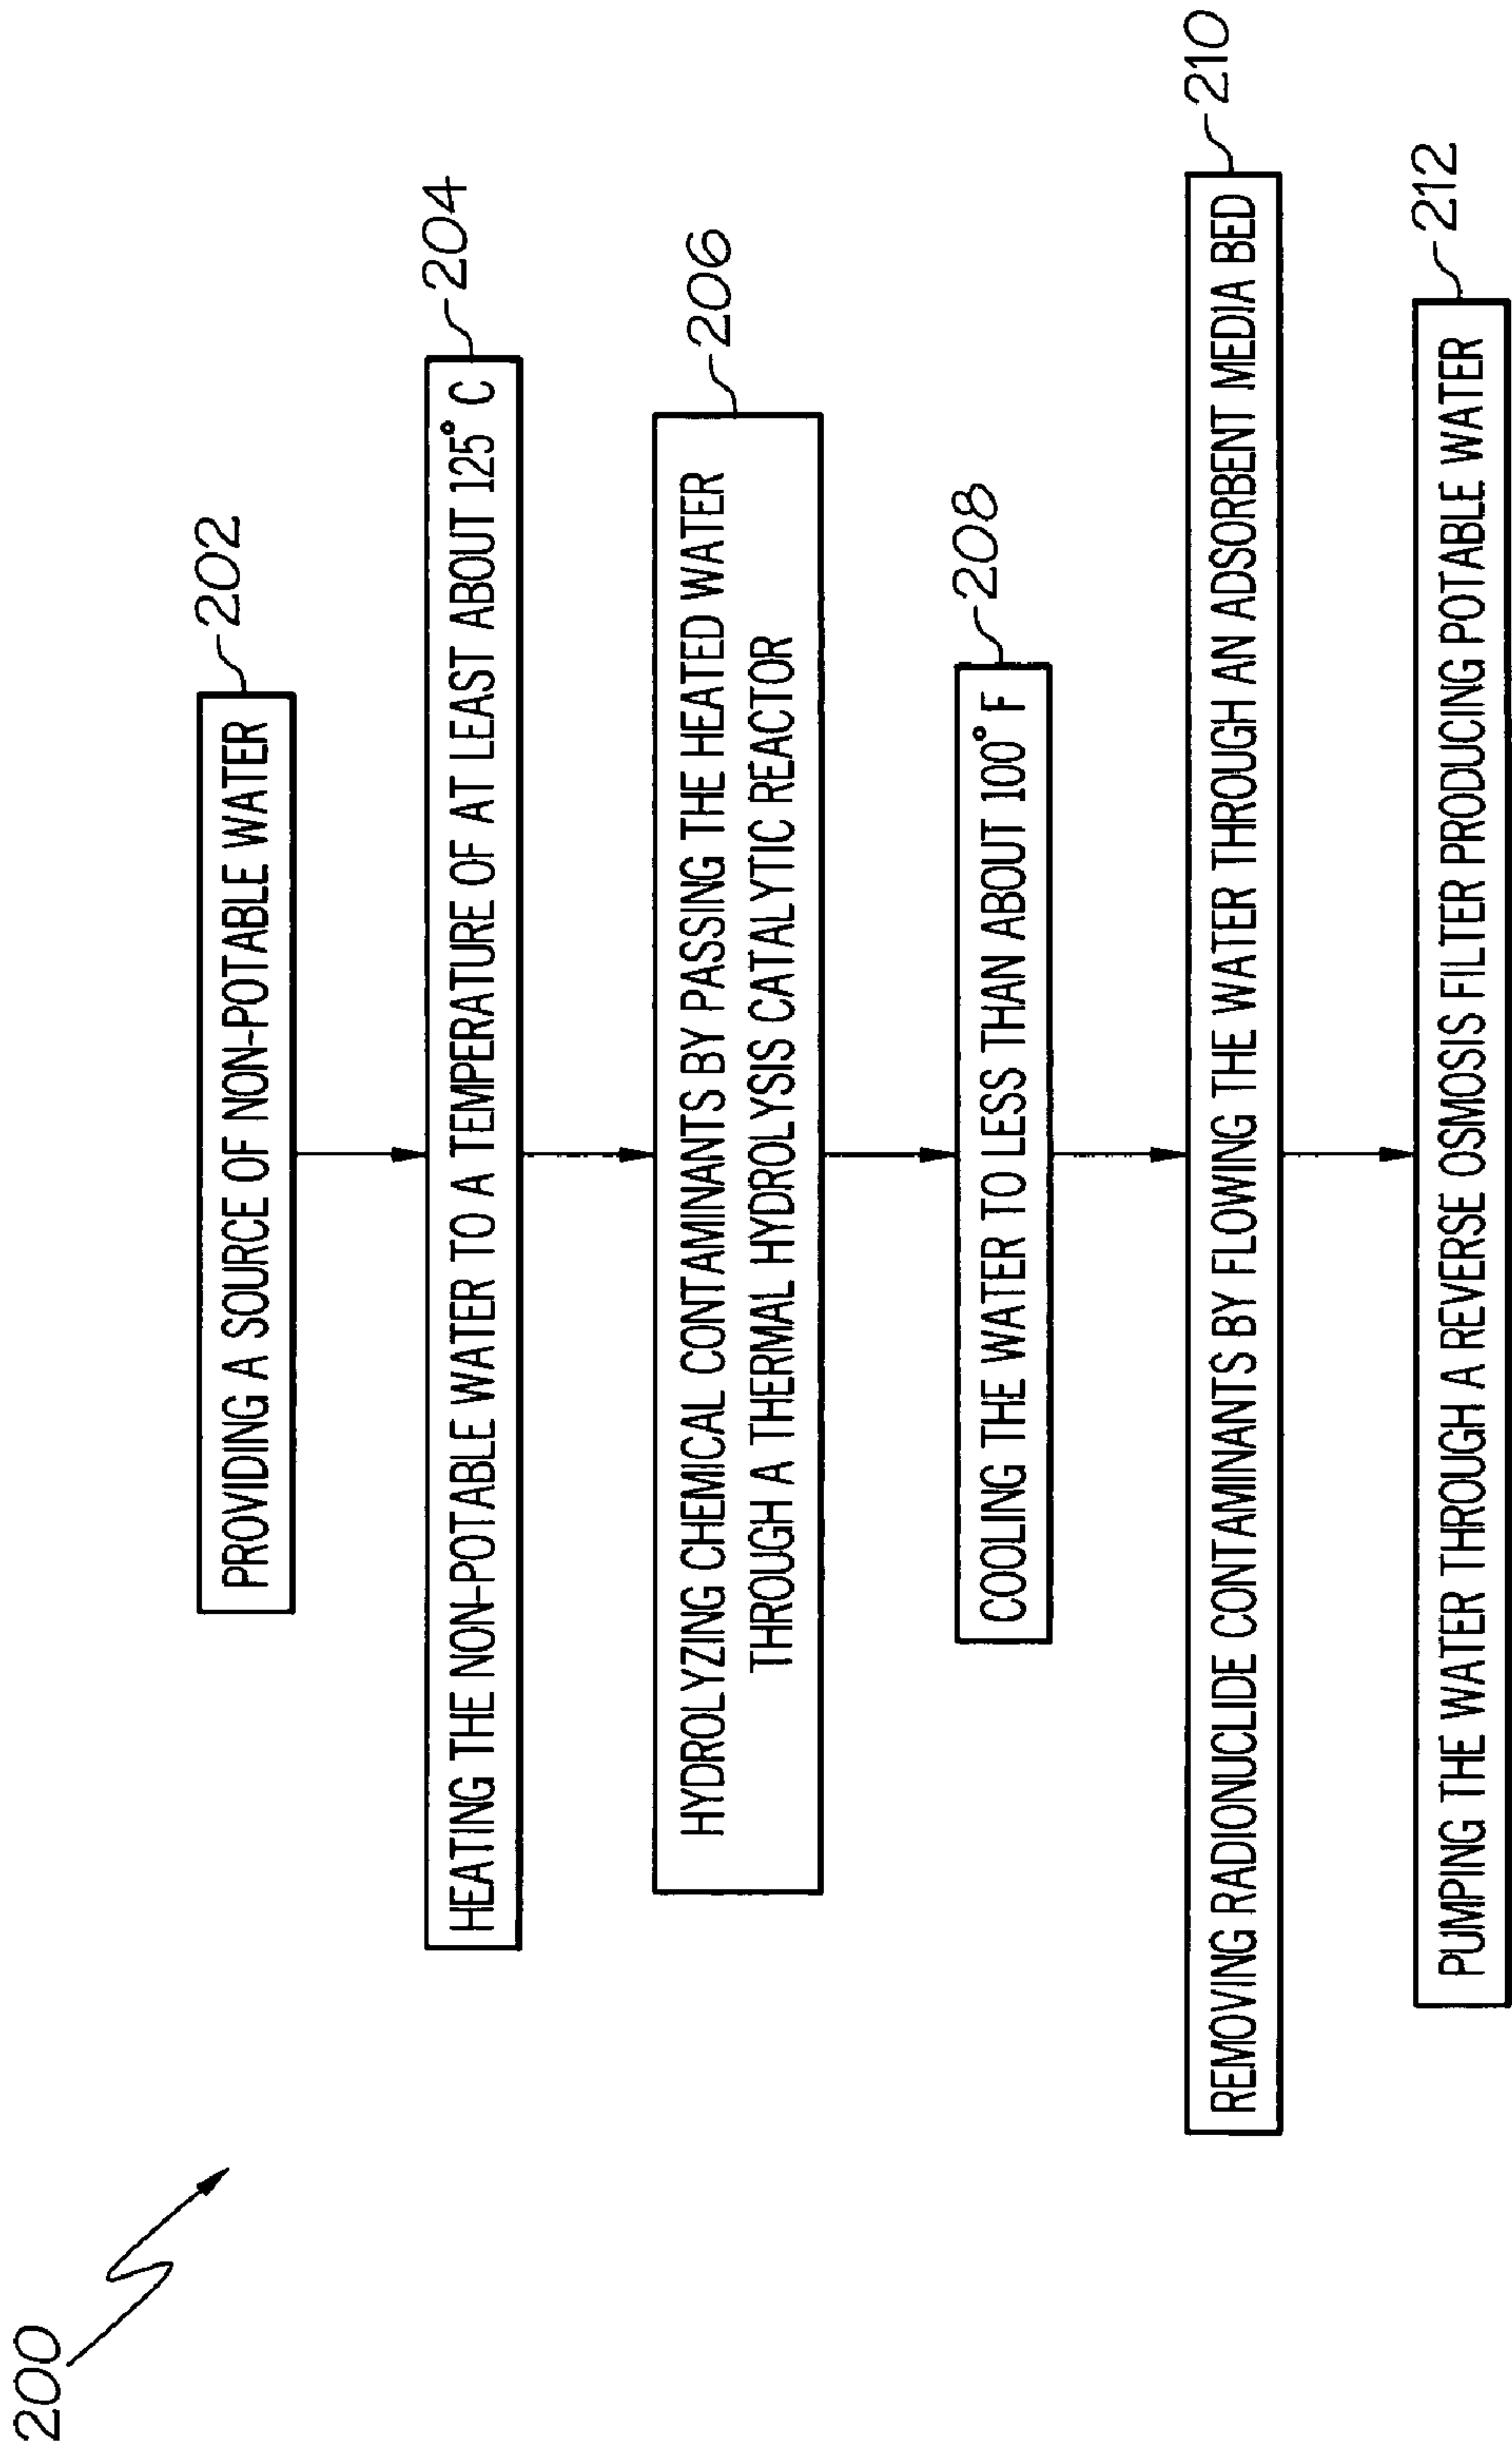 200
202
PROVIDING A SOURCE OF NON-POTABLE WATER
204
HEATING THE NON-POTABLE WATER TO A TEMPERATURE OF AT LEAST ABOUT 125° C
206
HYDROLYZING CHEMICAL CONTAMINANTS BY PASSING THE HEATED WATER
THROUGH A THERMAL HYDROLYSIS CATALYTIC REACTOR
208
COOLING THE WATER TO LESS THAN ABOUT 100° F
210
REMOVING RADIONUCLIDE CONTAMINANTS BY FLOWING THE WATER THROUGH AN ADSORBENT MEDIA BED
212
PUMPING THE WATER THROUGH A REVERSE OSMOSIS FILTER PRODUCING POTABLE WATER